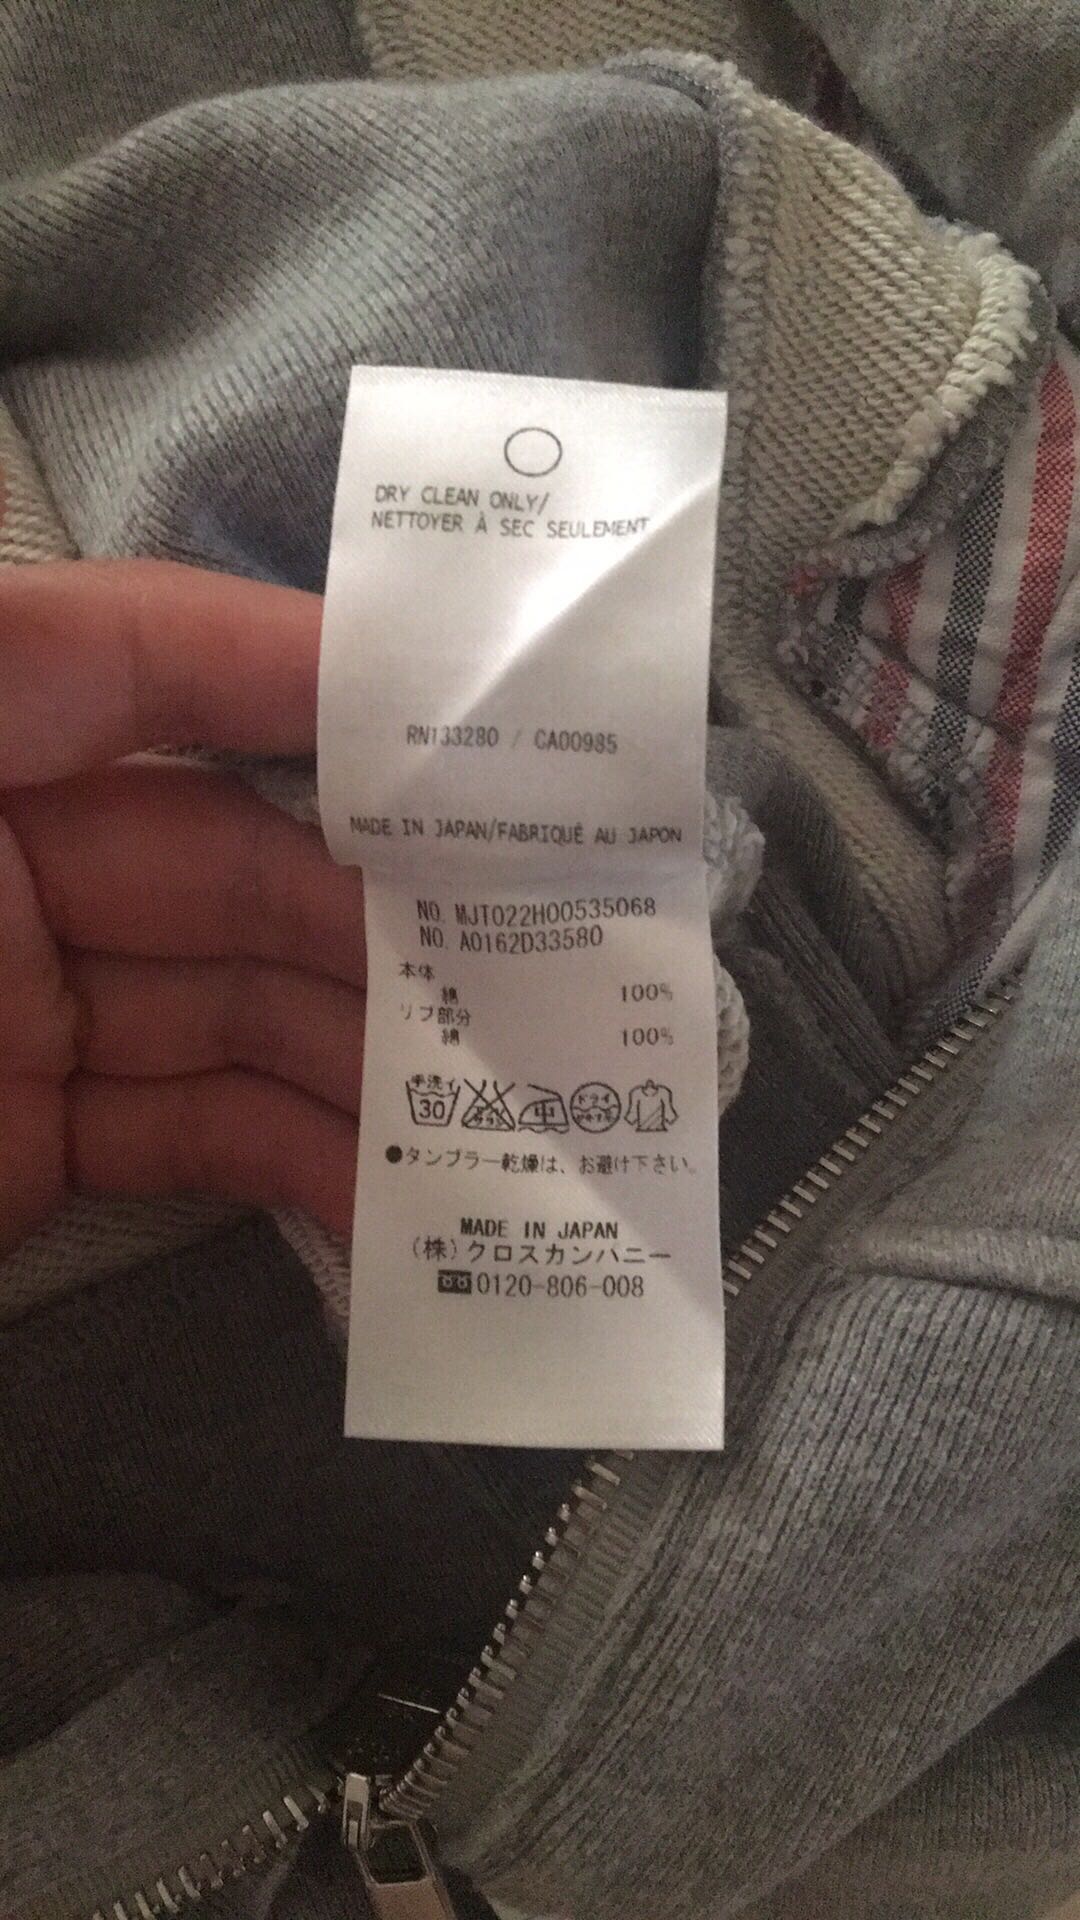 DRY CLEAN ONLY/
NETTOYER À SEC SEULEMENT
RN133280 / CA00985
MADE IN JAPAN/FABRIQUÉ AU JAPON
NO. MJT022H00535068
NO. A0162D33580
本体
綿 100%
リブ部分
綿 100%
手洗イ
30
中
ドライ
●タンブラー乾燥は、お避け下さい。
MADE IN JAPAN
(株)クロスカンパニー
0120-806-008